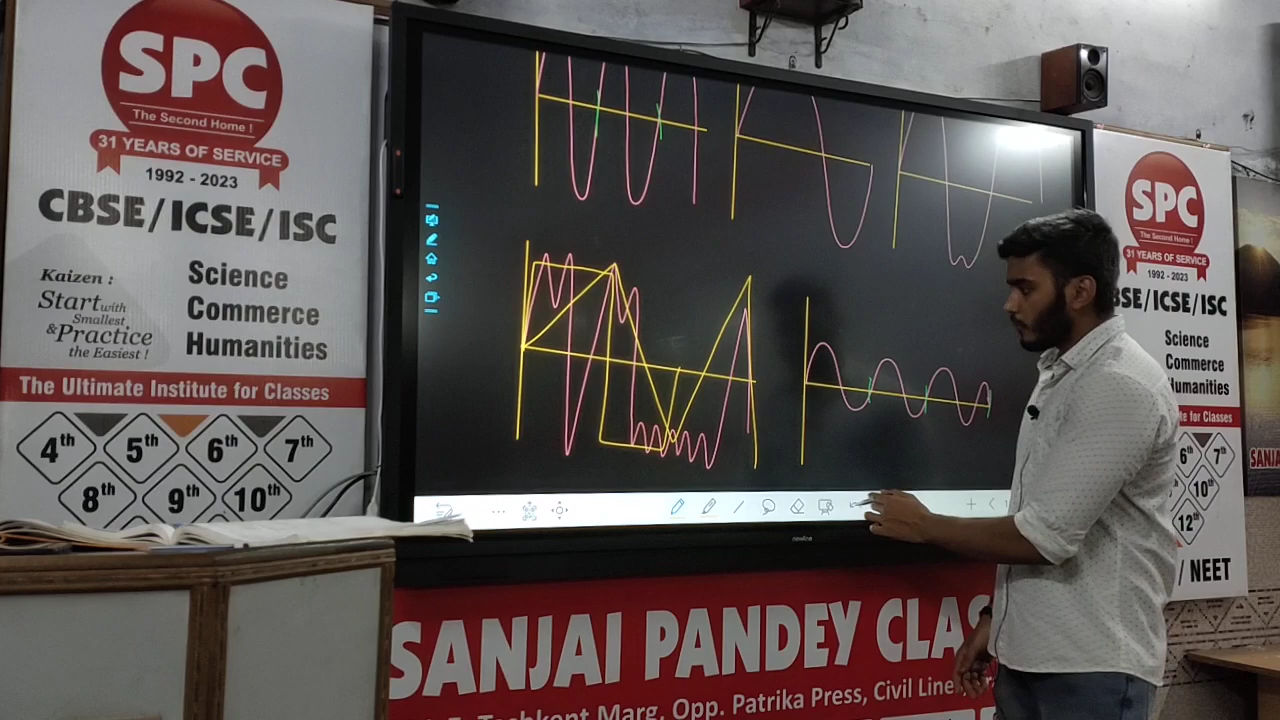 SPC
The Second Home !
31 YEARS OF SERVICE
1992 - 2023
CBSE/ICSE/ISC
Kaizen :
Start with
Smallest
& Practice
the Easiest !
Science
Commerce
Humanities
The Ultimate Institute for Classes
4th 5th 6th 7th
8th 9th 10th
newline
SANJAI PANDEY CLAS
Tashkent Marg, Opp. Patrika Press, Civil Line
SPC
The Second Home !
31 YEARS OF SERVICE
1992 - 2023
BSE/ICSE/ISC
Science
Commerce
Humanities
te for Classes
6th 7th
10th
12th
/ NEET
SANJA